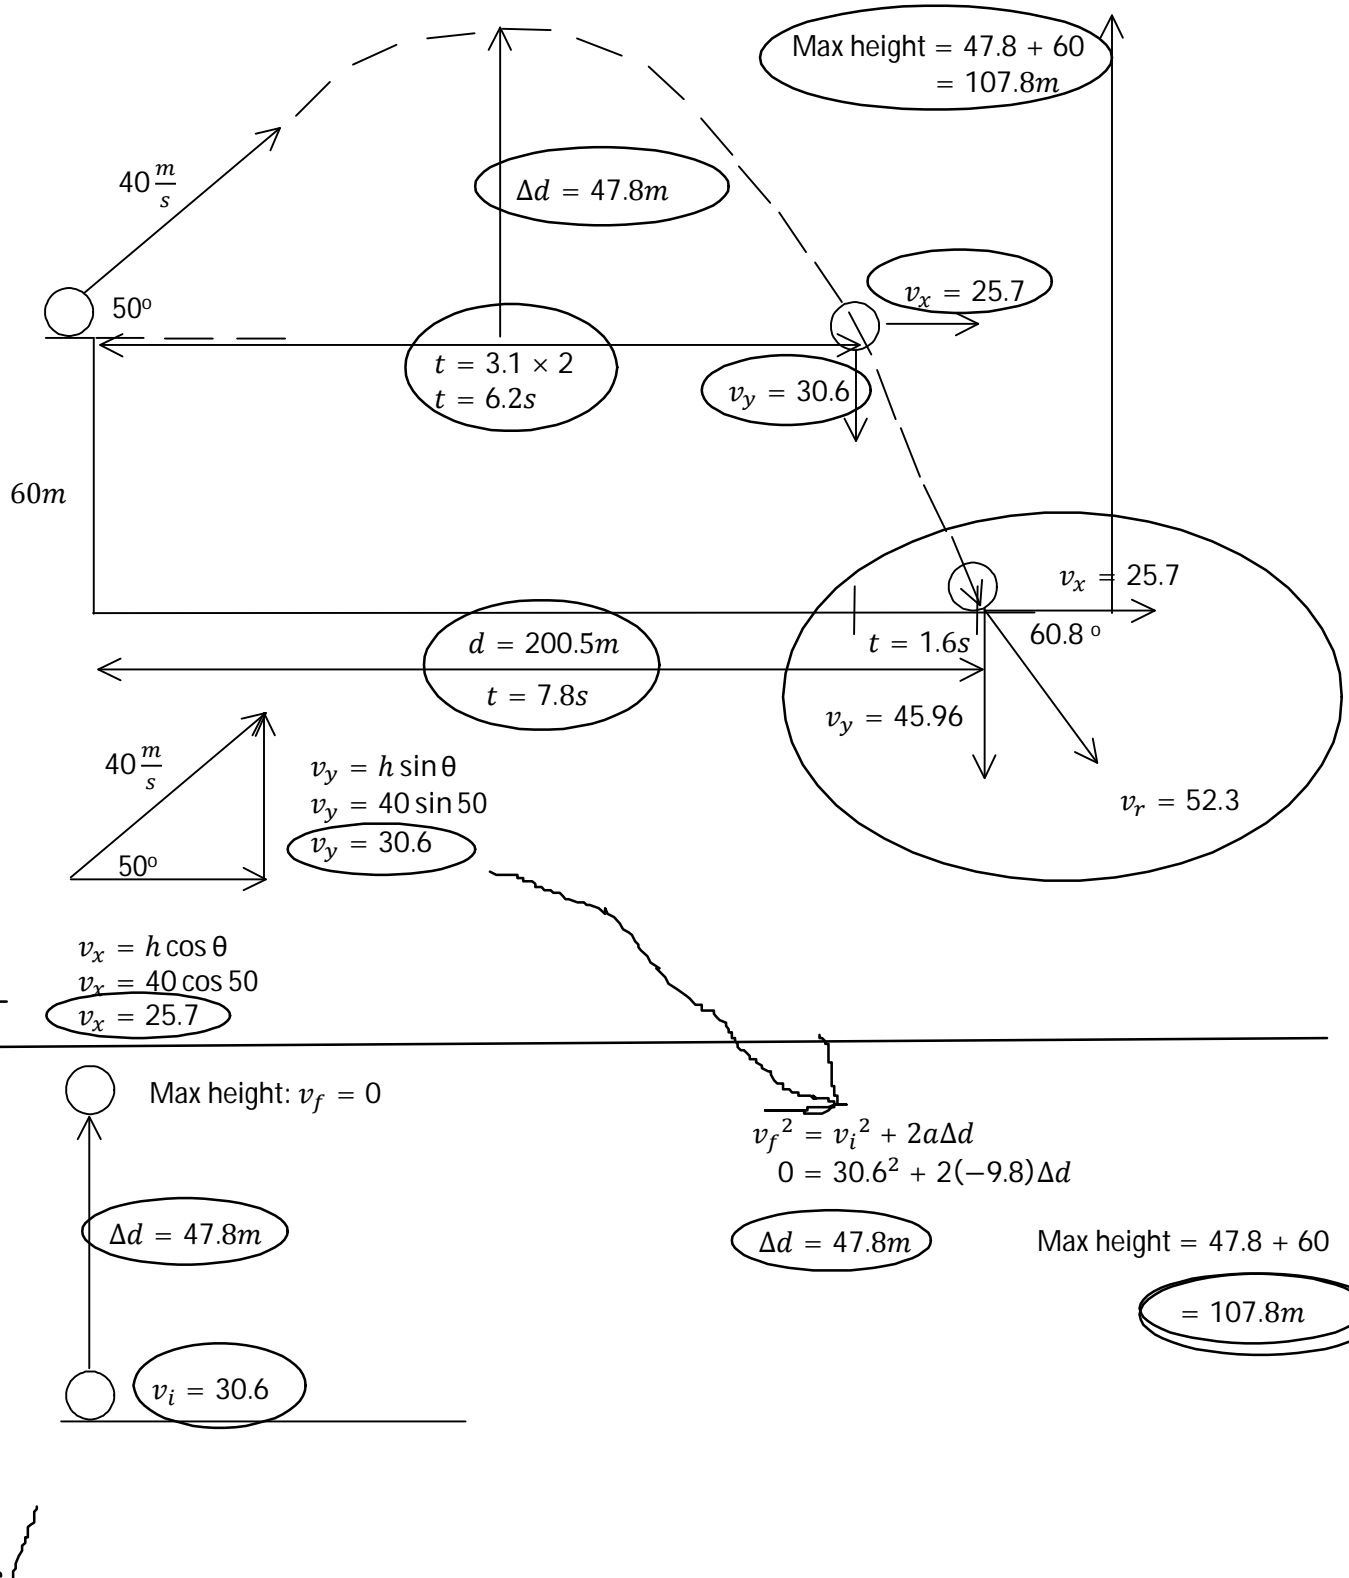 Max height = 47.8 + 60
= 107.8m
40 m/s
Δd = 47.8m
50º
v_x = 25.7
t = 3.1 × 2
t = 6.2s
v_y = 30.6
60m
v_x = 25.7
d = 200.5m
t = 1.6s
60.8 º
t = 7.8s
v_y = 45.96
v_r = 52.3
40 m/s
50º
v_y = h sin θ
v_y = 40 sin 50
v_y = 30.6
v_x = h cos θ
v_x = 40 cos 50
v_x = 25.7
Max height: v_f = 0
v_f² = v_i² + 2aΔd
0 = 30.6² + 2(−9.8)Δd
Δd = 47.8m
Δd = 47.8m
Max height = 47.8 + 60
= 107.8m
v_i = 30.6